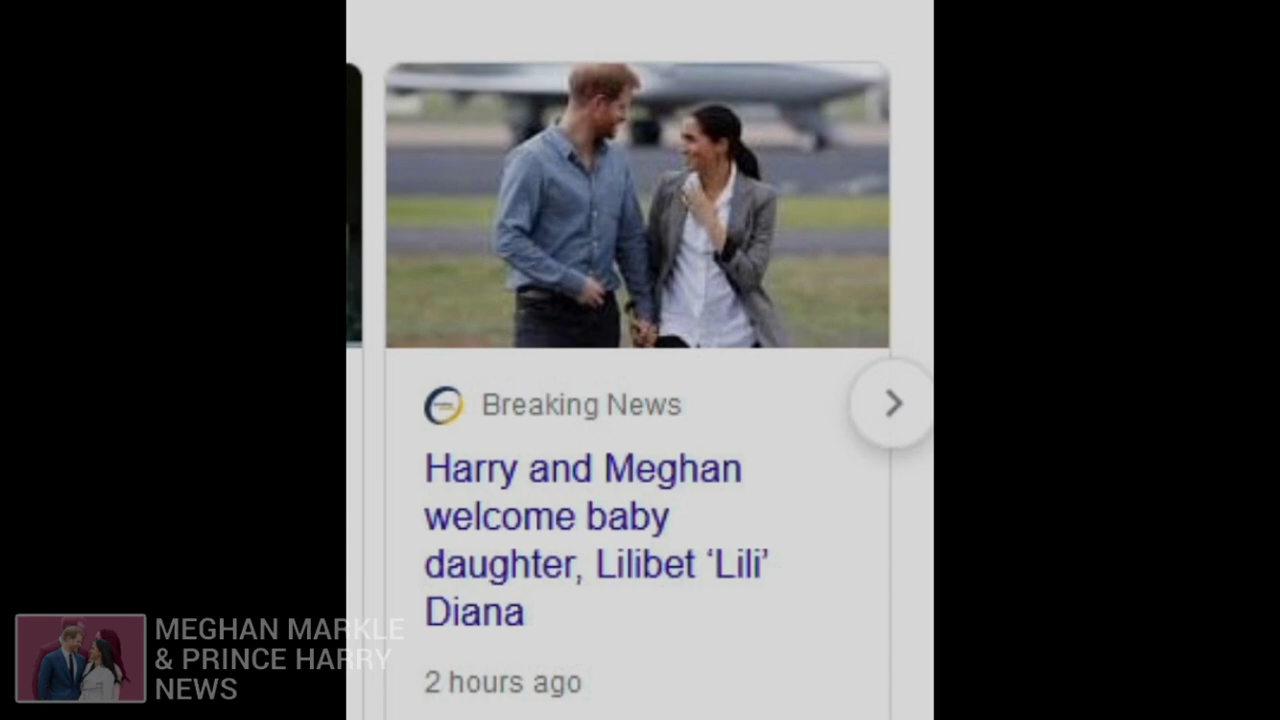 Breaking News
Harry and Meghan
welcome baby
daughter, Lilibet ‘Lili’
Diana
2 hours ago
MEGHAN MARKLE
& PRINCE HARRY
NEWS